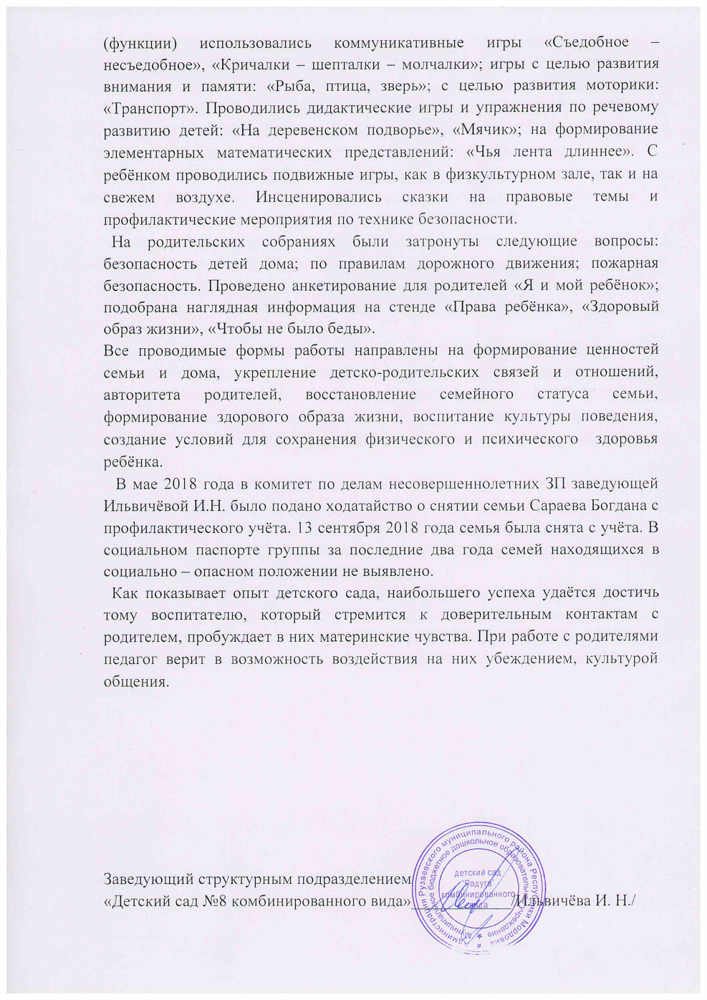 (функции) использовались коммуникативные игры «Съедобное –
несъедобное», «Кричалки – шепталки – молчалки»; игры с целью развития
внимания и памяти: «Рыба, птица, зверь»; с целью развития моторики:
«Транспорт». Проводились дидактические игры и упражнения по речевому
развитию детей: «На деревенском подворье», «Мячик»; на формирование
элементарных математических представлений: «Чья лента длиннее». С
ребёнком проводились подвижные игры, как в физкультурном зале, так и на
свежем воздухе. Инсценировались сказки на правовые темы и
профилактические мероприятия по технике безопасности.
На родительских собраниях были затронуты следующие вопросы:
безопасность детей дома; по правилам дорожного движения; пожарная
безопасность. Проведено анкетирование для родителей «Я и мой ребёнок»;
подобрана наглядная информация на стенде «Права ребёнка», «Здоровый
образ жизни», «Чтобы не было беды».
Все проводимые формы работы направлены на формирование ценностей
семьи и дома, укрепление детско-родительских связей и отношений,
авторитета родителей, восстановление семейного статуса семьи,
формирование здорового образа жизни, воспитание культуры поведения,
создание условий для сохранения физического и психического здоровья
ребёнка.
В мае 2018 года в комитет по делам несовершеннолетних ЗП заведующей
Ильвичёвой И.Н. было подано ходатайство о снятии семьи Сараева Богдана с
профилактического учёта. 13 сентября 2018 года семья была снята с учёта. В
социальном паспорте группы за последние два года семей находящихся в
социально – опасном положении не выявлено.
Как показывает опыт детского сада, наибольшего успеха удаётся достичь
тому воспитателю, который стремится к доверительным контактам с
родителем, пробуждает в них материнские чувства. При работе с родителями
педагог верит в возможность воздействия на них убеждением, культурой
общения.
Заведующий структурным подразделением
«Детский сад №8 комбинированного вида»____________/Ильвичёва И. Н./
Администрация Рузаевского муниципального района Республики Мордовия
Муниципальное бюджетное дошкольное образовательное учреждение
детский сад
"Радуга"
комбинированного
вида